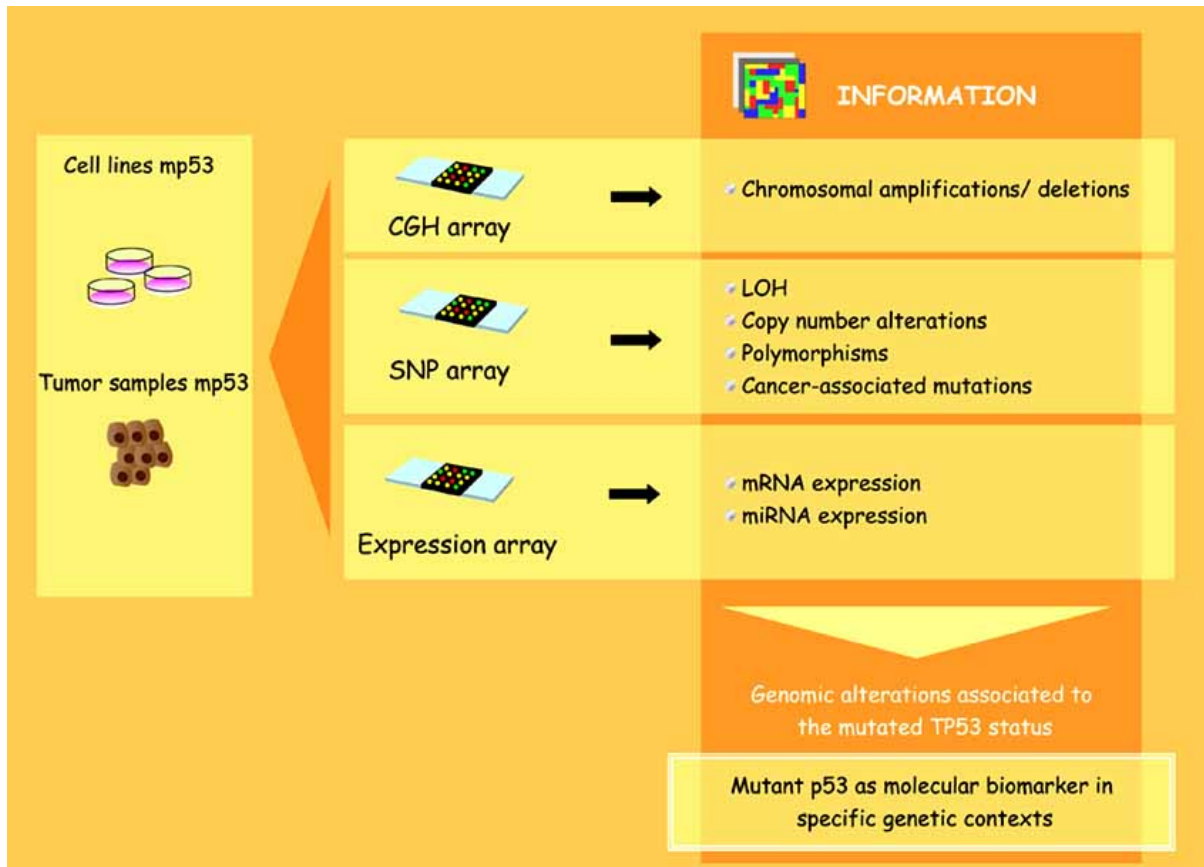 INFORMATION
Cell lines mp53
Tumor samples mp53
CGH array
Chromosomal amplifications/ deletions
SNP array
LOH
Copy number alterations
Polymorphisms
Cancer-associated mutations
Expression array
mRNA expression
miRNA expression
Genomic alterations associated to
the mutated TP53 status
Mutant p53 as molecular biomarker in
specific genetic contexts